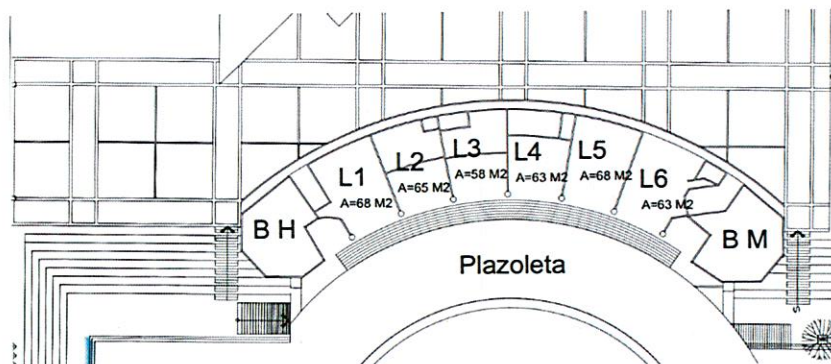 L1
A=68 M2
L2
A=65 M2
L3
A=58 M2
L4
A=63 M2
L5
A=68 M2
L6
A=63 M2
B H
B M
Plazoleta
S